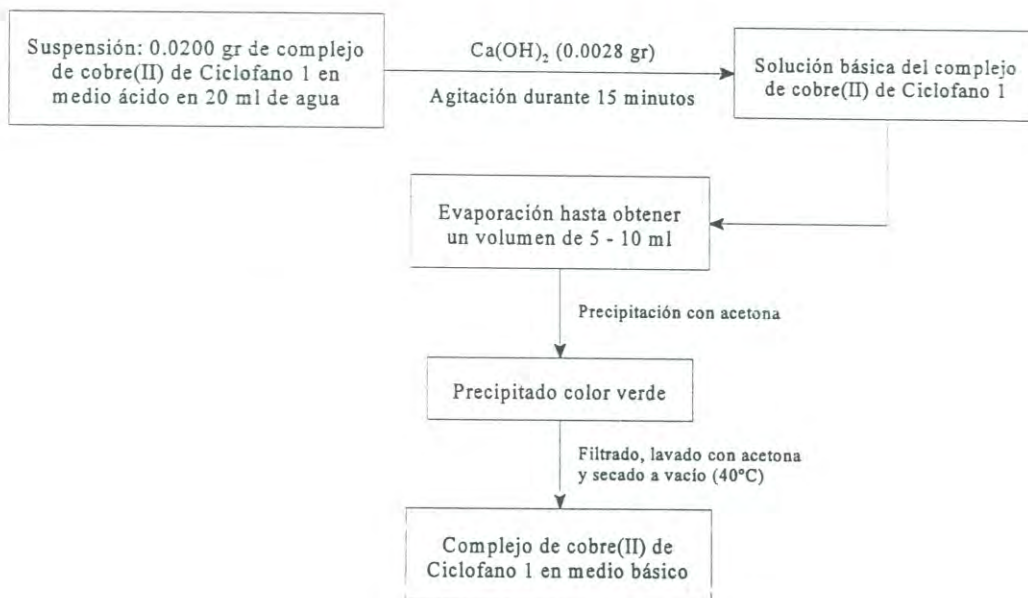 Suspensión: 0.0200 gr de complejo
de cobre(II) de Ciclofano 1 en
medio ácido en 20 ml de agua
Ca(OH)₂ (0.0028 gr)
Agitación durante 15 minutos
Solución básica del complejo
de cobre(II) de Ciclofano 1
Evaporación hasta obtener
un volumen de 5 - 10 ml
Precipitación con acetona
Precipitado color verde
Filtrado, lavado con acetona
y secado a vacío (40°C)
Complejo de cobre(II) de
Ciclofano 1 en medio básico